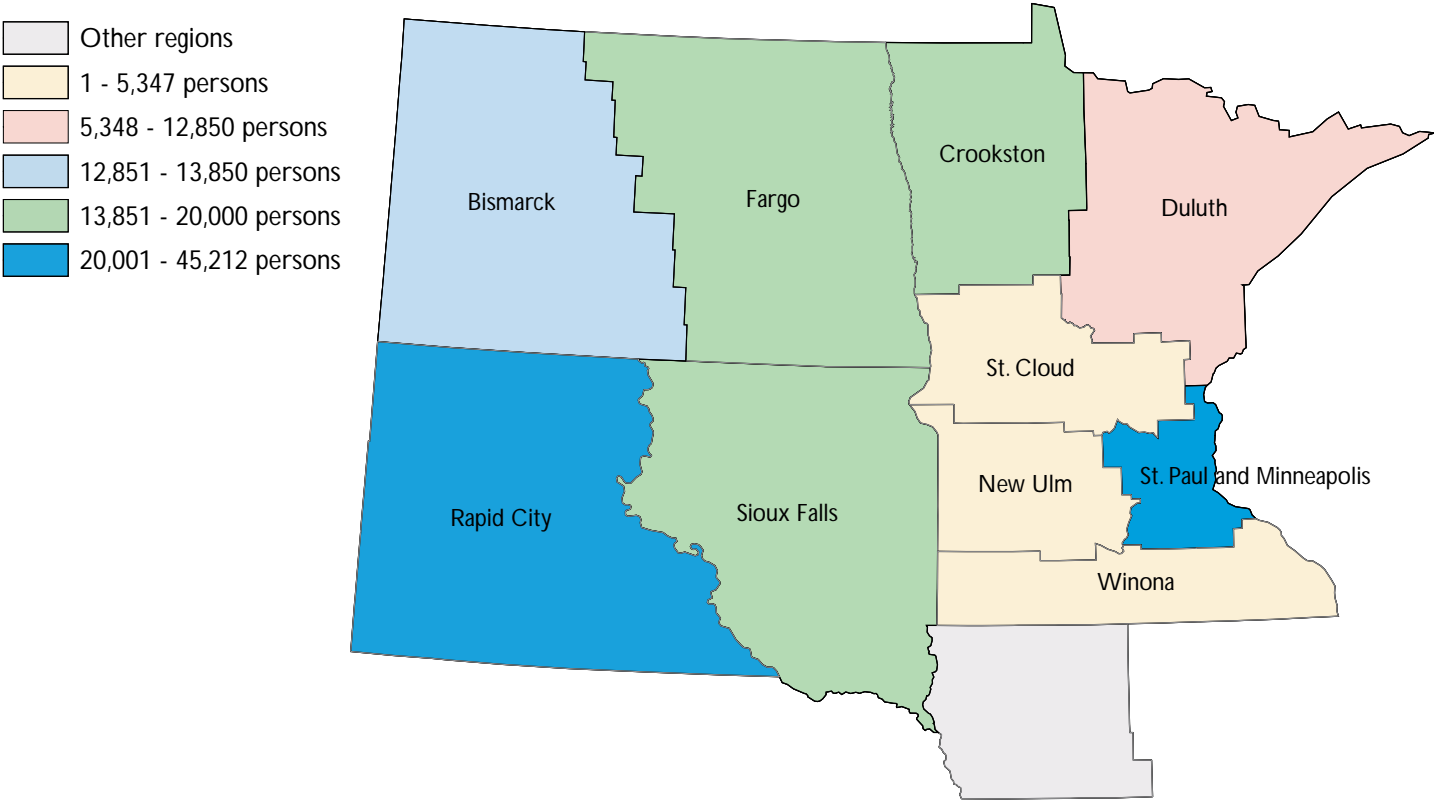 Other regions
1 - 5,347 persons
5,348 - 12,850 persons
12,851 - 13,850 persons
13,851 - 20,000 persons
20,001 - 45,212 persons
Crookston
Bismarck
Fargo
Duluth
St. Cloud
St. Paul and Minneapolis
New Ulm
Rapid City
Sioux Falls
Winona